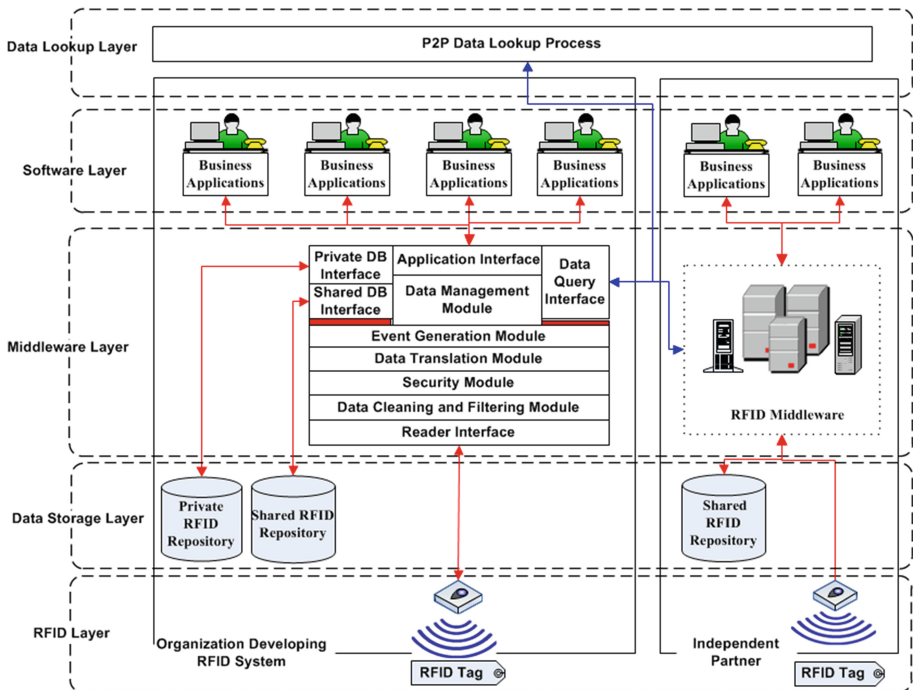 Data Lookup Layer
P2P Data Lookup Process
Software Layer
Business
Applications
Business
Applications
Business
Applications
Business
Applications
Business
Applications
Business
Applications
Middleware Layer
Private DB
Interface
Shared DB
Interface
Application Interface
Data Management
Module
Data
Query
Interface
Event Generation Module
Data Translation Module
Security Module
Data Cleaning and Filtering Module
Reader Interface
RFID Middleware
Data Storage Layer
Private
RFID
Repository
Shared RFID
Repository
Shared
RFID
Repository
RFID Layer
Organization Developing
RFID System
RFID Tag
Independent
Partner
RFID Tag